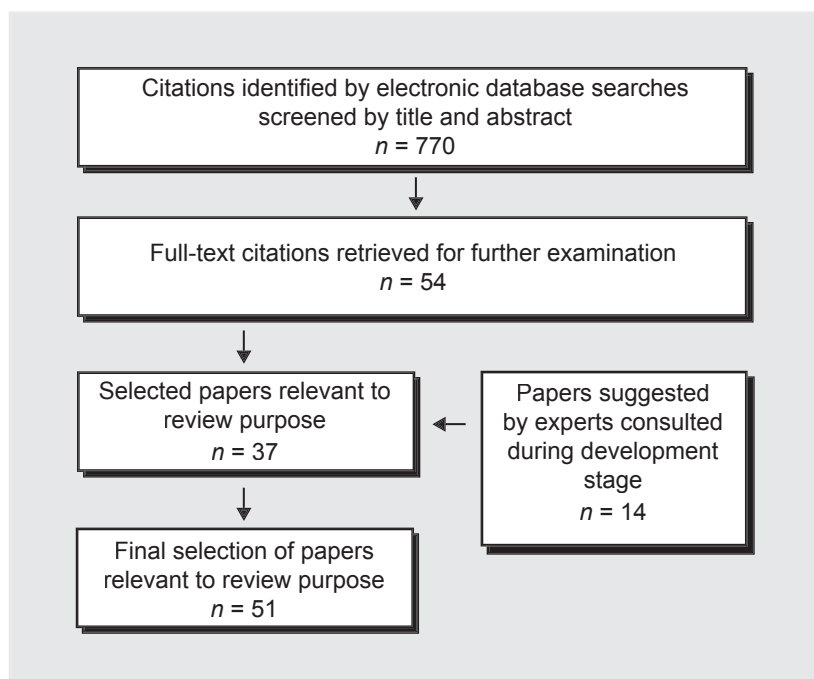 Citations identified by electronic database searches
screened by title and abstract
n = 770
Full-text citations retrieved for further examination
n = 54
Selected papers relevant to
review purpose
n = 37
Papers suggested
by experts consulted
during development
stage
n = 14
Final selection of papers
relevant to review purpose
n = 51